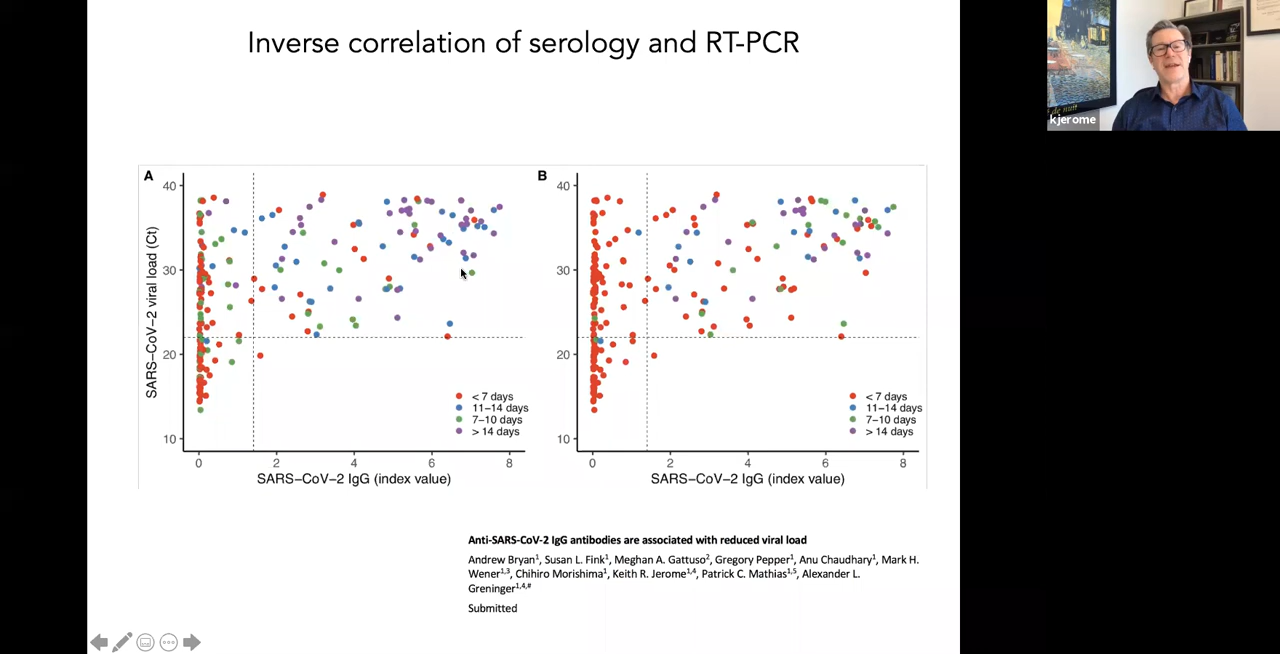 Inverse correlation of serology and RT-PCR
kjerome
de nuit
A
SARS−CoV−2 viral load (Ct)
40
30
20
10
0
2
4
6
8
SARS−CoV−2 IgG (index value)
< 7 days
11−14 days
7−10 days
> 14 days
B
40
30
20
10
0
2
4
6
8
SARS−CoV−2 IgG (index value)
< 7 days
11−14 days
7−10 days
> 14 days
Anti-SARS-CoV-2 IgG antibodies are associated with reduced viral load
Andrew Bryan¹, Susan L. Fink¹, Meghan A. Gattuso², Gregory Pepper¹, Anu Chaudhary¹, Mark H.
Wener¹,³, Chihiro Morishima¹, Keith R. Jerome¹,⁴, Patrick C. Mathias¹,⁵, Alexander L.
Greninger¹,⁴,#
Submitted